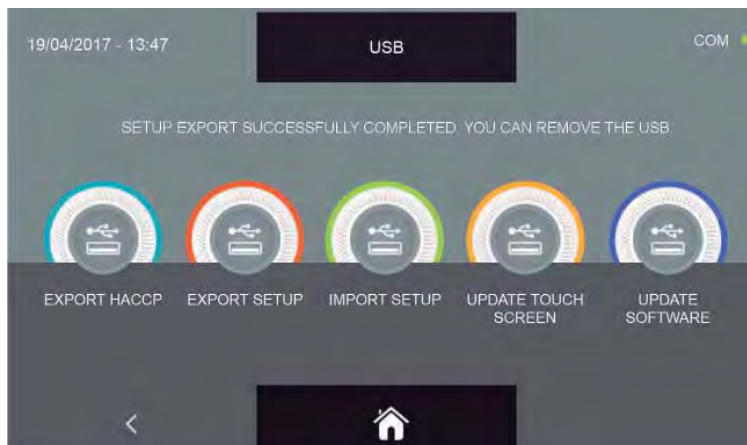 19/04/2017 - 13:47
USB
COM
SETUP EXPORT SUCCESSFULLY COMPLETED. YOU CAN REMOVE THE USB.
EXPORT HACCP
EXPORT SETUP
IMPORT SETUP
UPDATE TOUCH
SCREEN
UPDATE
SOFTWARE